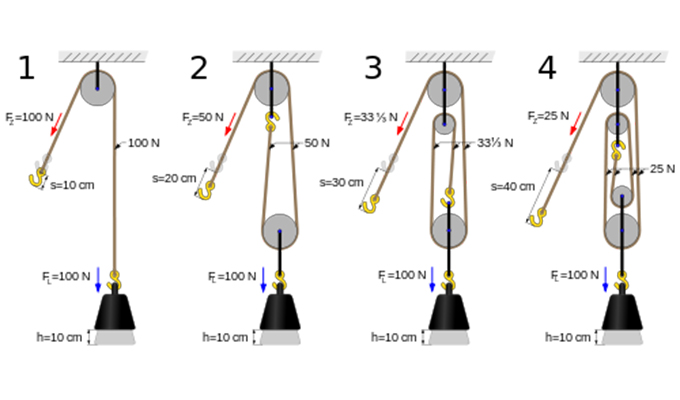 1
F_Z=100 N
100 N
s=10 cm
F_L=100 N
h=10 cm
2
F_Z=50 N
50 N
s=20 cm
F_L=100 N
h=10 cm
3
F_Z=33 ⅓ N
33⅓ N
s=30 cm
F_L=100 N
h=10 cm
4
F_Z=25 N
25 N
s=40 cm
F_L=100 N
h=10 cm